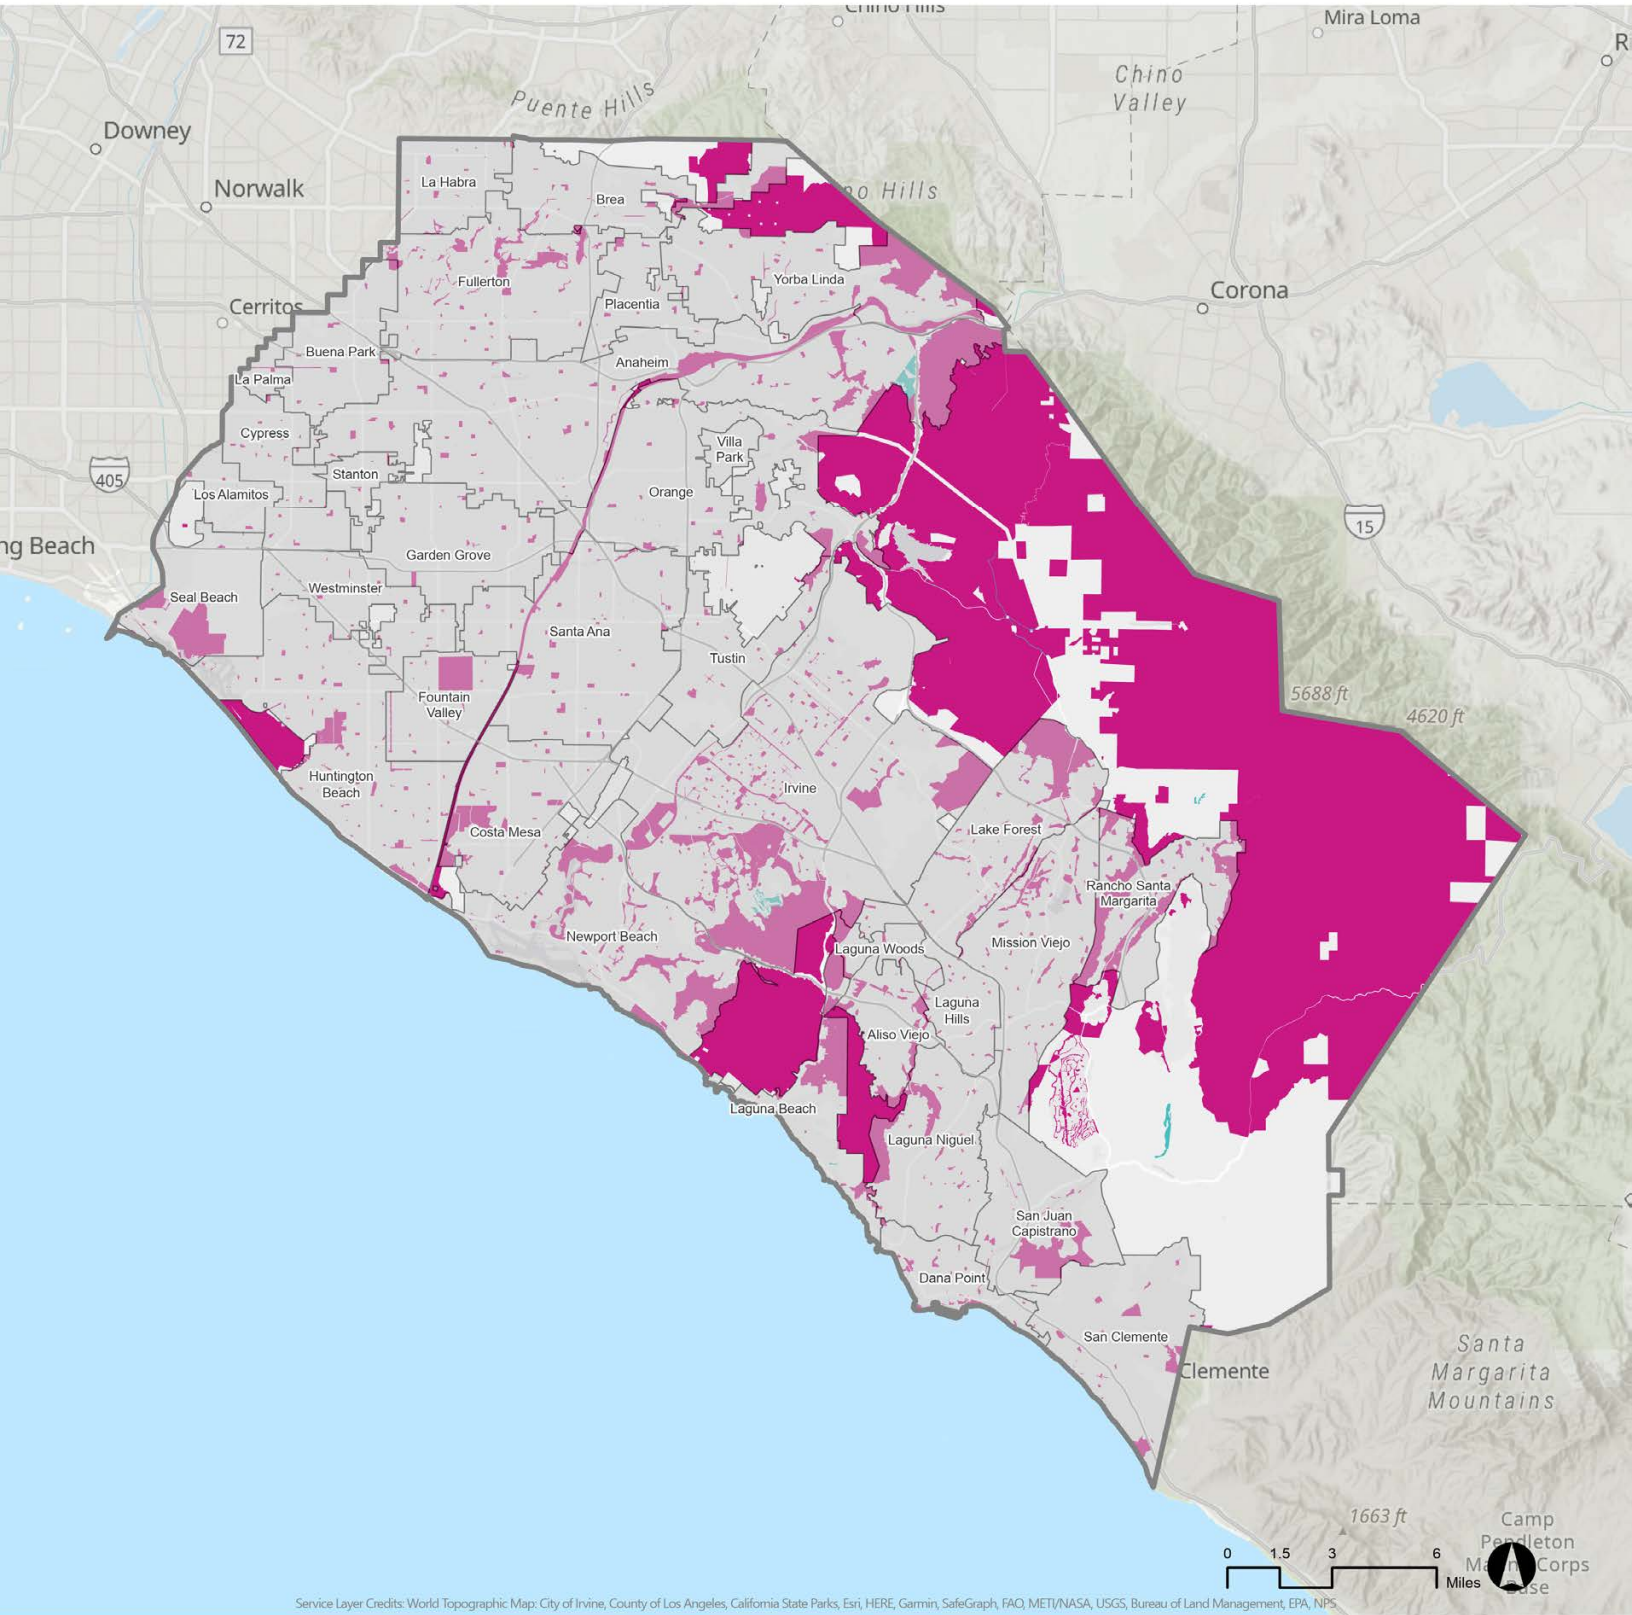 Chino Hills
Mira Loma
72
Chino
Valley
Puente Hills
Downey
La Habra
Norwalk
Brea
no Hills
Fullerton
Yorba Linda
Corona
Cerritos
Placentia
Buena Park
Anaheim
La Palma
Cypress
Villa
Park
Stanton
405
Los Alamitos
Orange
15
ng Beach
Garden Grove
Westminster
Seal Beach
Santa Ana
Tustin
5688 ft
Fountain
Valley
4620 ft
Huntington
Beach
Irvine
Costa Mesa
Lake Forest
Rancho Santa
Margarita
Newport Beach
Laguna Woods
Mission Viejo
Laguna
Hills
Aliso Viejo
Laguna Beach
Laguna Niguel
San Juan
Capistrano
Dana Point
San Clemente
Clemente
Santa
Margarita
Mountains
1663 ft
Camp
Pendleton
Corps
Base
0 1.5 3 6
Miles
Service Layer Credits: World Topographic Map: City of Irvine, County of Los Angeles, California State Parks, Esri, HERE, Garmin, SafeGraph, FAO, METI/NASA, USGS, Bureau of Land Management, EPA, NPS